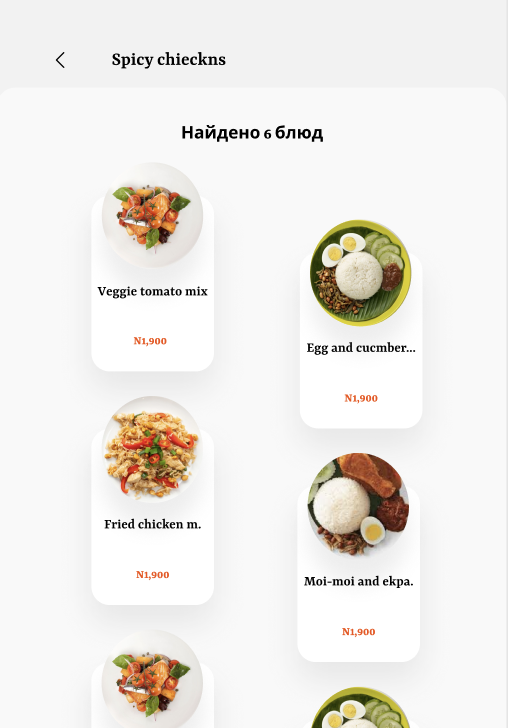 Spicy chieckns
Найдено 6 блюд
Veggie tomato mix
N1,900
Egg and cucmber...
N1,900
Fried chicken m.
N1,900
Moi-moi and ekpa.
N1,900